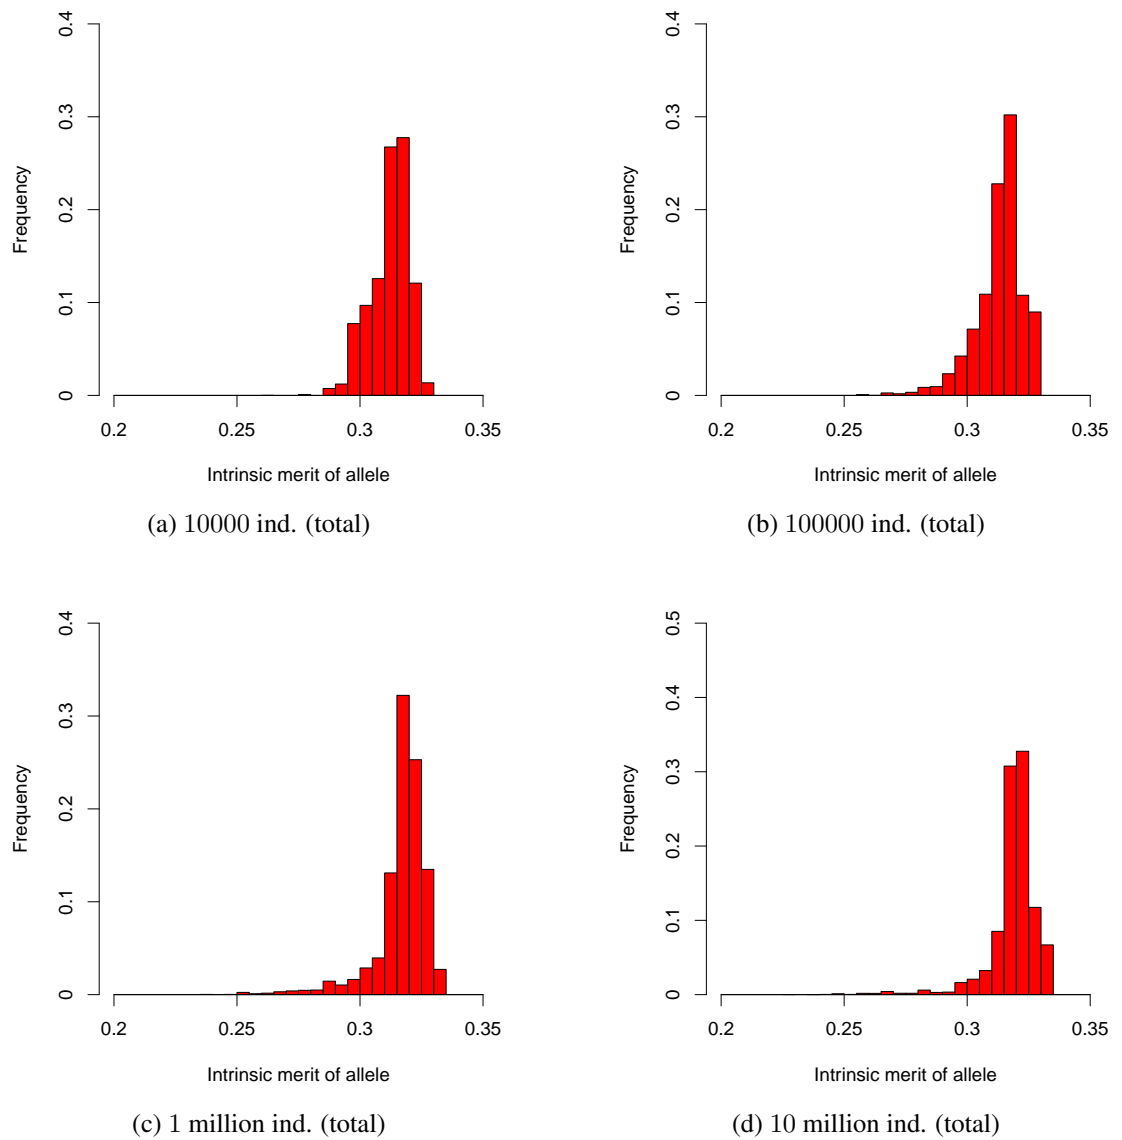 0.4
0.3
0.2
0.1
0
Frequency
0.2 0.25 0.3 0.35
Intrinsic merit of allele
(a) 10000 ind. (total)
0.4
0.3
0.2
0.1
0
Frequency
0.2 0.25 0.3 0.35
Intrinsic merit of allele
(b) 100000 ind. (total)
0.4
0.3
0.2
0.1
0
Frequency
0.2 0.25 0.3 0.35
Intrinsic merit of allele
(c) 1 million ind. (total)
0.5
0.4
0.3
0.2
0.1
0
Frequency
0.2 0.25 0.3 0.35
Intrinsic merit of allele
(d) 10 million ind. (total)